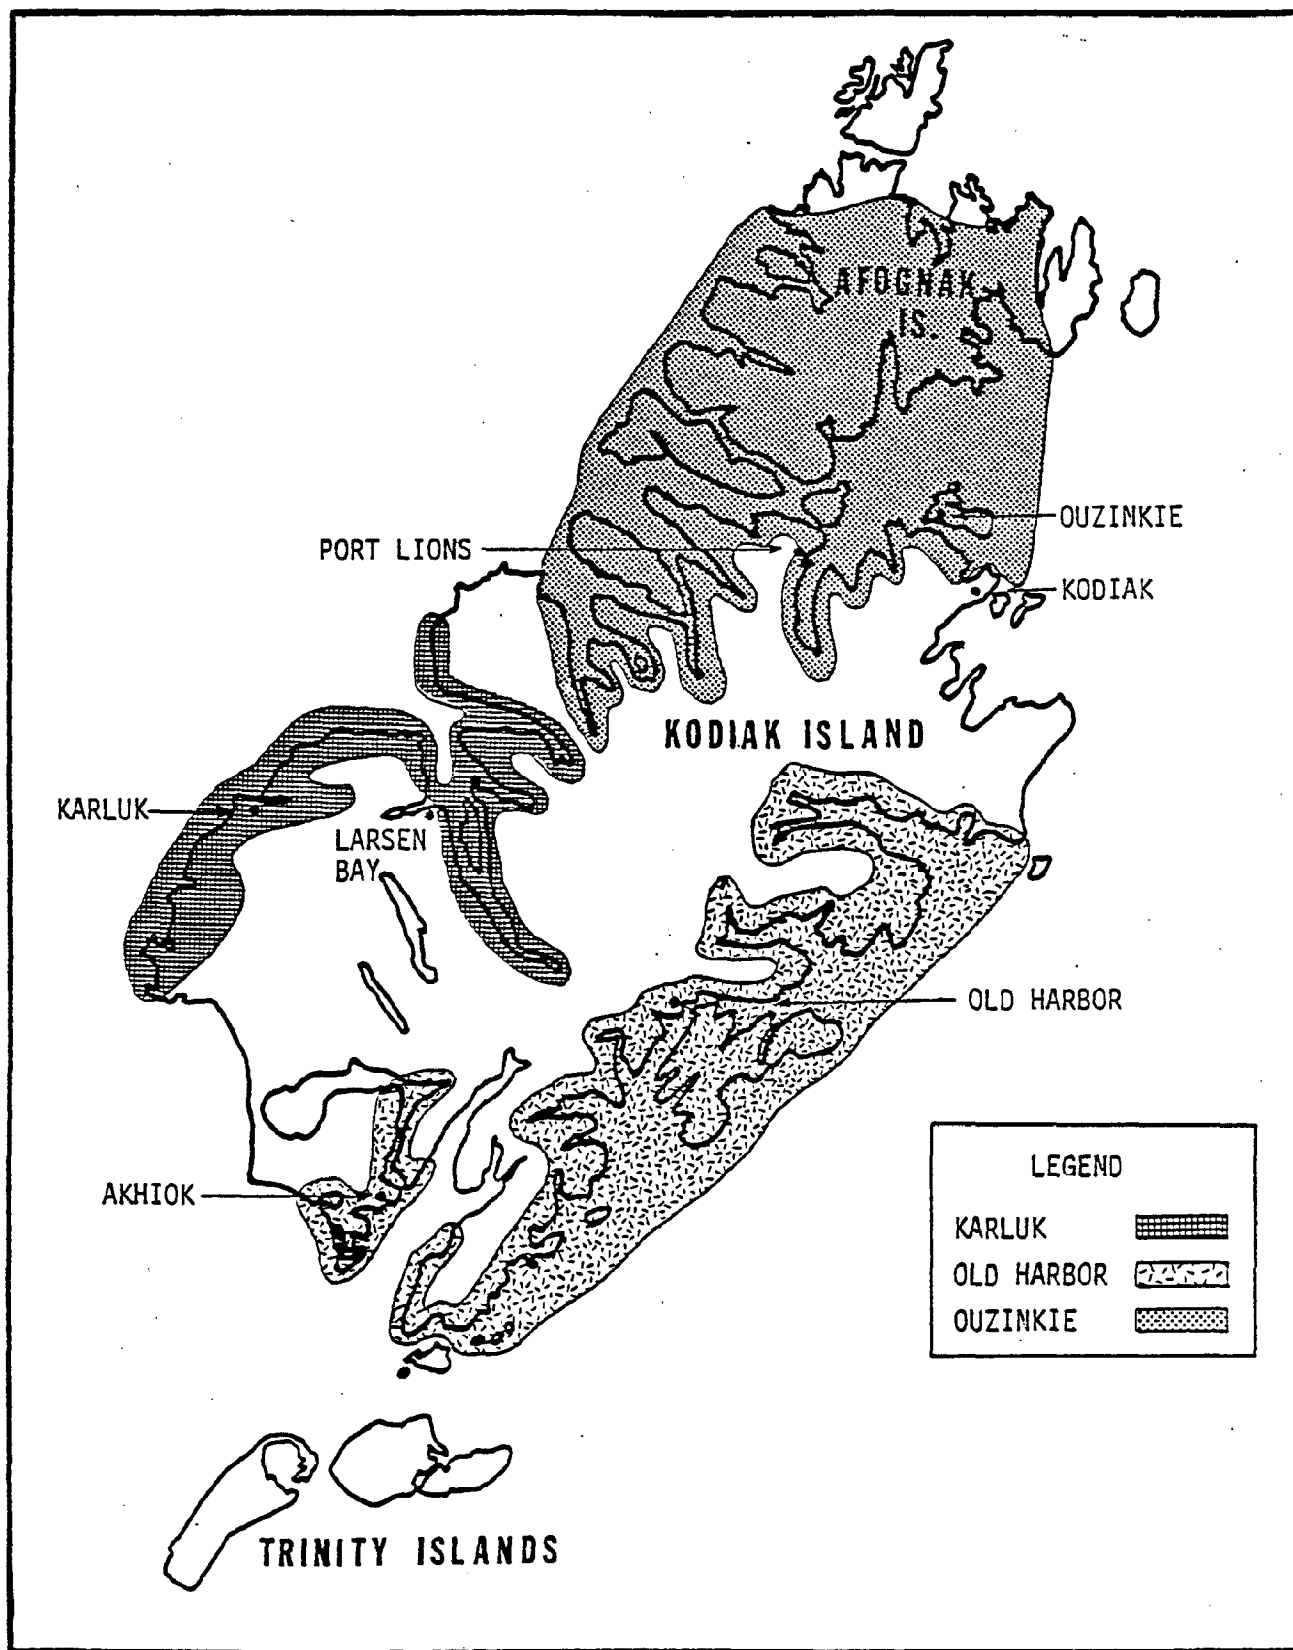 AFOGNAK
IS.
OUZINKIE
PORT LIONS
KODIAK
KODIAK ISLAND
KARLUK
LARSEN
BAY
OLD HARBOR
AKHIOK
LEGEND
KARLUK
OLD HARBOR
OUZINKIE
TRINITY ISLANDS